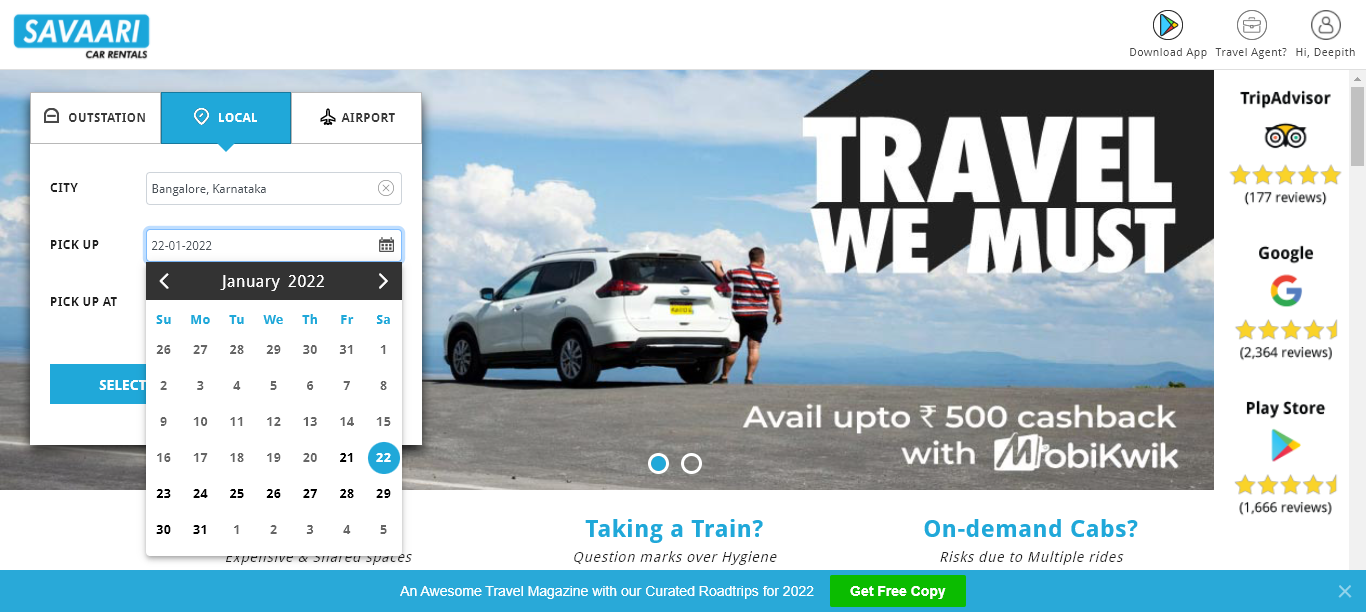 SAVAARI
CAR RENTALS
Download App
Travel Agent?
Hi, Deepith
OUTSTATION
LOCAL
AIRPORT
CITY
Bangalore, Karnataka
PICK UP
22-01-2022
PICK UP AT
January 2022
Su Mo Tu We Th Fr Sa
26 27 28 29 30 31 1
2 3 4 5 6 7 8
9 10 11 12 13 14 15
16 17 18 19 20 21 22
23 24 25 26 27 28 29
30 31 1 2 3 4 5
SELECT
TRAVEL
WE MUST
Avail upto ₹ 500 cashback
with MobiKwik
TripAdvisor
(177 reviews)
Google
(2,364 reviews)
Play Store
(1,666 reviews)
Expensive & Shared spaces
Taking a Train?
Question marks over Hygiene
On-demand Cabs?
Risks due to Multiple rides
An Awesome Travel Magazine with our Curated Roadtrips for 2022
Get Free Copy